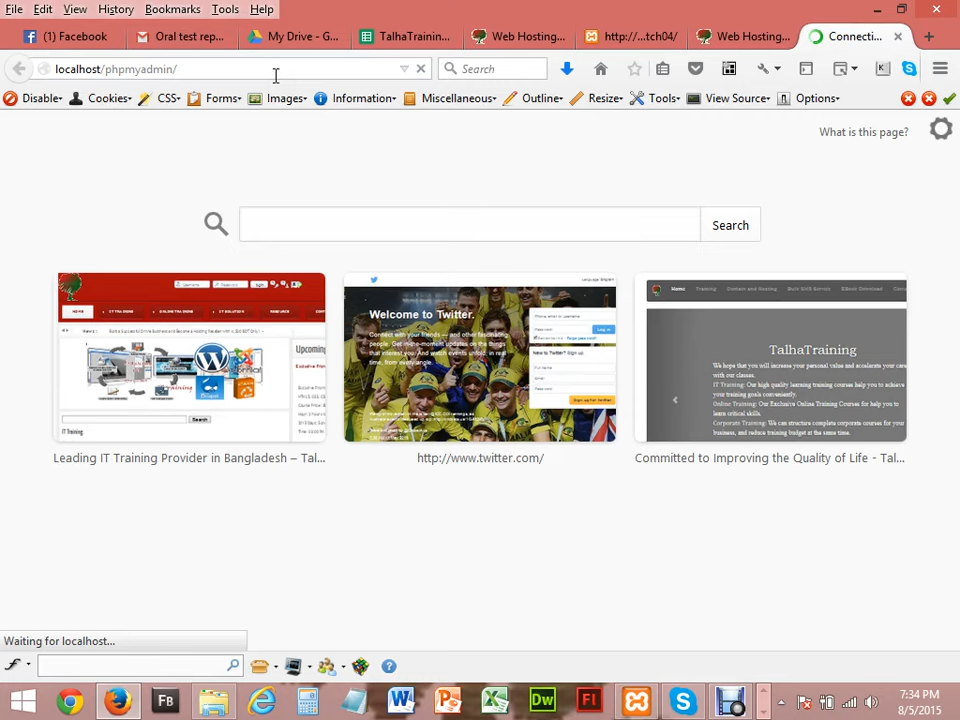 File Edit View History Bookmarks Tools Help
(1) Facebook
Oral test rep...
My Drive - G...
TalhaTrainin...
Web Hosting...
http://...tch04/
Web Hosting...
Connecti...
localhost/phpmyadmin/
Search
Disable Cookies CSS Forms Images Information Miscellaneous Outline Resize Tools View Source Options
What is this page?
Search
Welcome to Twitter.
TalhaTraining
Leading IT Training Provider in Bangladesh – Tal...
http://www.twitter.com/
Committed to Improving the Quality of Life - Tal...
Waiting for localhost...
7:34 PM
8/5/2015